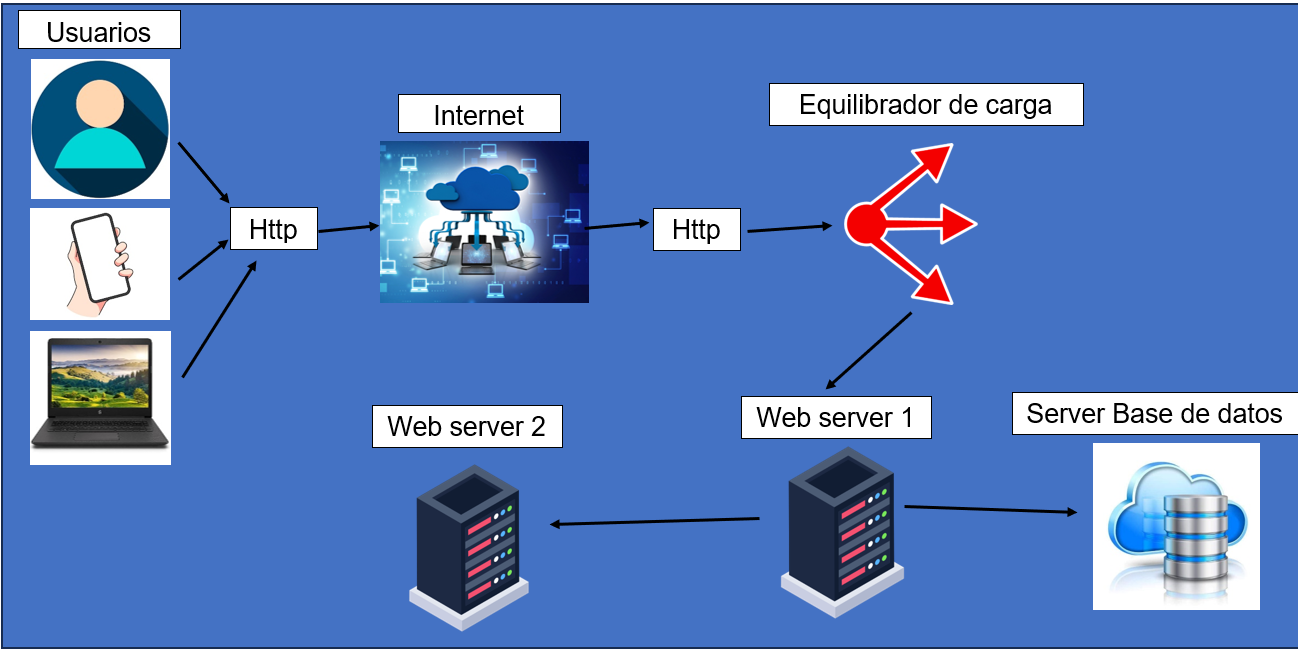 Usuarios
Internet
Equilibrador de carga
Http
Http
Web server 2
Web server 1
Server Base de datos